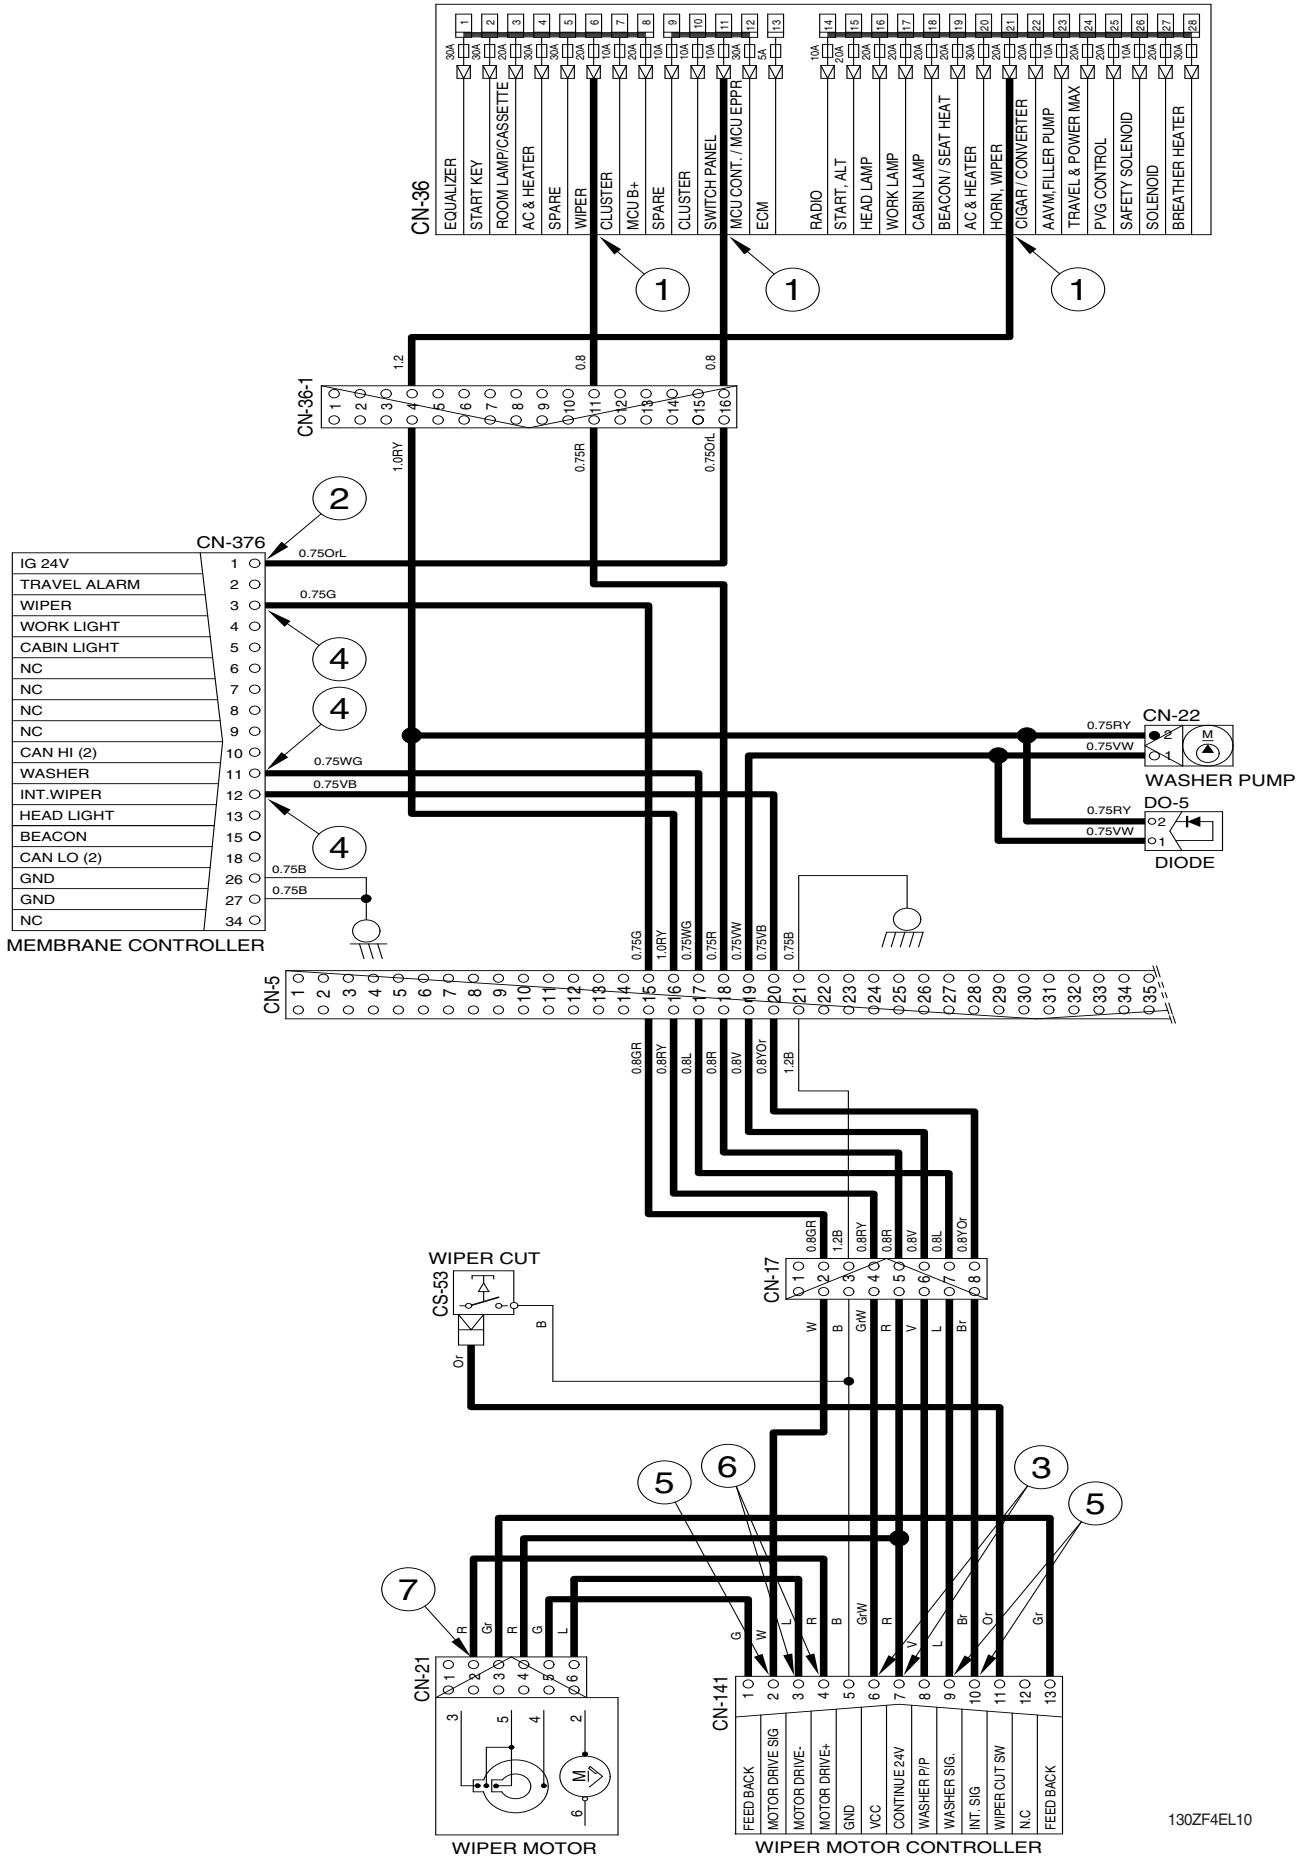 CN-36
1 2 3 4 5 6 7 8 9 10 11 12 13 14 15 16 17 18 19 20 21 22 23 24 25 26 27 28
30A 30A 20A 30A 30A 20A 10A 20A 30A 10A 10A 30A 5A
10A 20A 20A 20A 20A 20A 30A 20A 10A 10A 20A 20A 10A 20A 30A
EQUALIZER
START KEY
ROOM LAMP/CASSETTE
AC & HEATER
SPARE
WIPER
CLUSTER
MCU B+
SPARE
CLUSTER
SWITCH PANEL
MCU CONT. / MCU EPPR
ECM
RADIO
START, ALT
HEAD LAMP
WORK LAMP
CABIN LAMP
BEACON / SEAT HEAT
AC & HEATER
HORN, WIPER
CIGAR / CONVERTER
AAVM,FILLER PUMP
TRAVEL & POWER MAX
PVG CONTROL
SAFETY SOLENOID
SOLENOID
BREATHER HEATER
1 1 1
1.2 0.8 0.8
CN-36-1
1 2 3 4 5 6 7 8 9 10 11 12 13 14 15 16
1.0RY 0.75R 0.75OrL
2
CN-376
IG 24V 1 0.75OrL
TRAVEL ALARM 2
WIPER 3 0.75G
WORK LIGHT 4
CABIN LIGHT 5
NC 6
NC 7
NC 8
NC 9
CAN HI (2) 10
WASHER 11 0.75WG
INT.WIPER 12 0.75VB
HEAD LIGHT 13
BEACON 15
CAN LO (2) 18
GND 26 0.75B
GND 27 0.75B
NC 34
MEMBRANE CONTROLLER
4
4
4
CN-22
0.75RY 2
0.75VW 1
M
WASHER PUMP
DO-5
0.75RY 2
0.75VW 1
DIODE
0.75G 1.0RY 0.75WG 0.75R 0.75VW 0.75VB 0.75B
CN-5
1 2 3 4 5 6 7 8 9 10 11 12 13 14 15 16 17 18 19 20 21 22 23 24 25 26 27 28 29 30 31 32 33 34 35
0.8GR 0.8RY 0.8L 0.8R 0.8V 0.8YOr 1.2B
0.8GR 1.2B 0.8RY 0.8R 0.8V 0.8L 0.8YOr
CN-17
1 2 3 4 5 6 7 8
W B GrW R V L Br
WIPER CUT
CS-53
B
Or
5 6 3 5
7
R Gr R G L
CN-21
1 2 3 4 5 6
3 5 4 2
M
6
WIPER MOTOR
G W L R B GrW R V L Br Or Gr
CN-141
1 2 3 4 5 6 7 8 9 10 11 12 13
FEED BACK
MOTOR DRIVE SIG
MOTOR DRIVE-
MOTOR DRIVE+
GND
VCC
CONTINUE 24V
WASHER P/P
WASHER SIG.
INT. SIG
WIPER CUT SW
N.C
FEED BACK
WIPER MOTOR CONTROLLER
130ZF4EL10